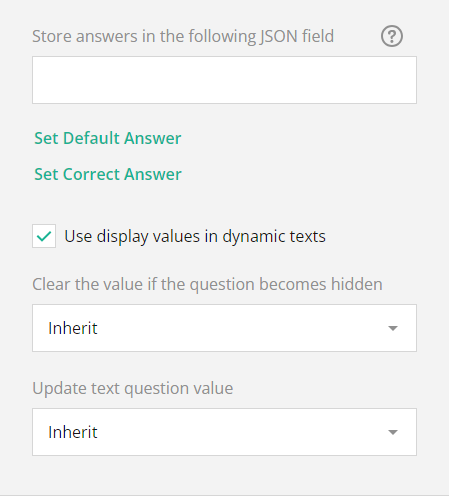 Store answers in the following JSON field
Set Default Answer
Set Correct Answer
Use display values in dynamic texts
Clear the value if the question becomes hidden
Inherit
Update text question value
Inherit